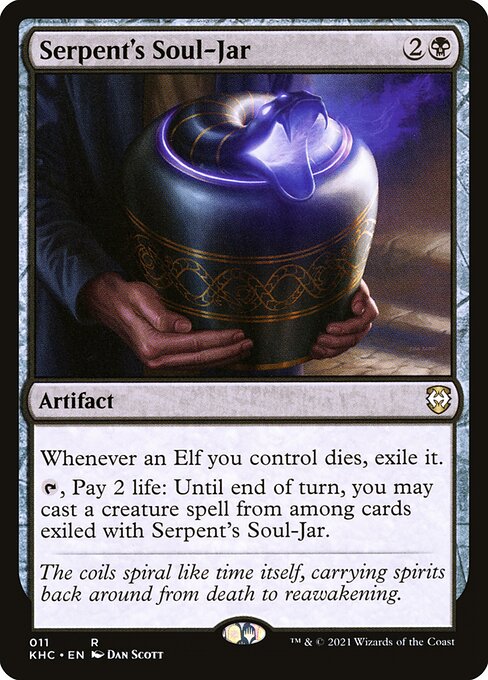 Serpent's Soul-Jar 2
Artifact
Whenever an Elf you control dies, exile it.
, Pay 2 life: Until end of turn, you may
cast a creature spell from among cards
exiled with Serpent's Soul-Jar.
The coils spiral like time itself, carrying spirits
back around from death to reawakening.
011 R
KHC • EN Dan Scott
™ & © 2021 Wizards of the Coast